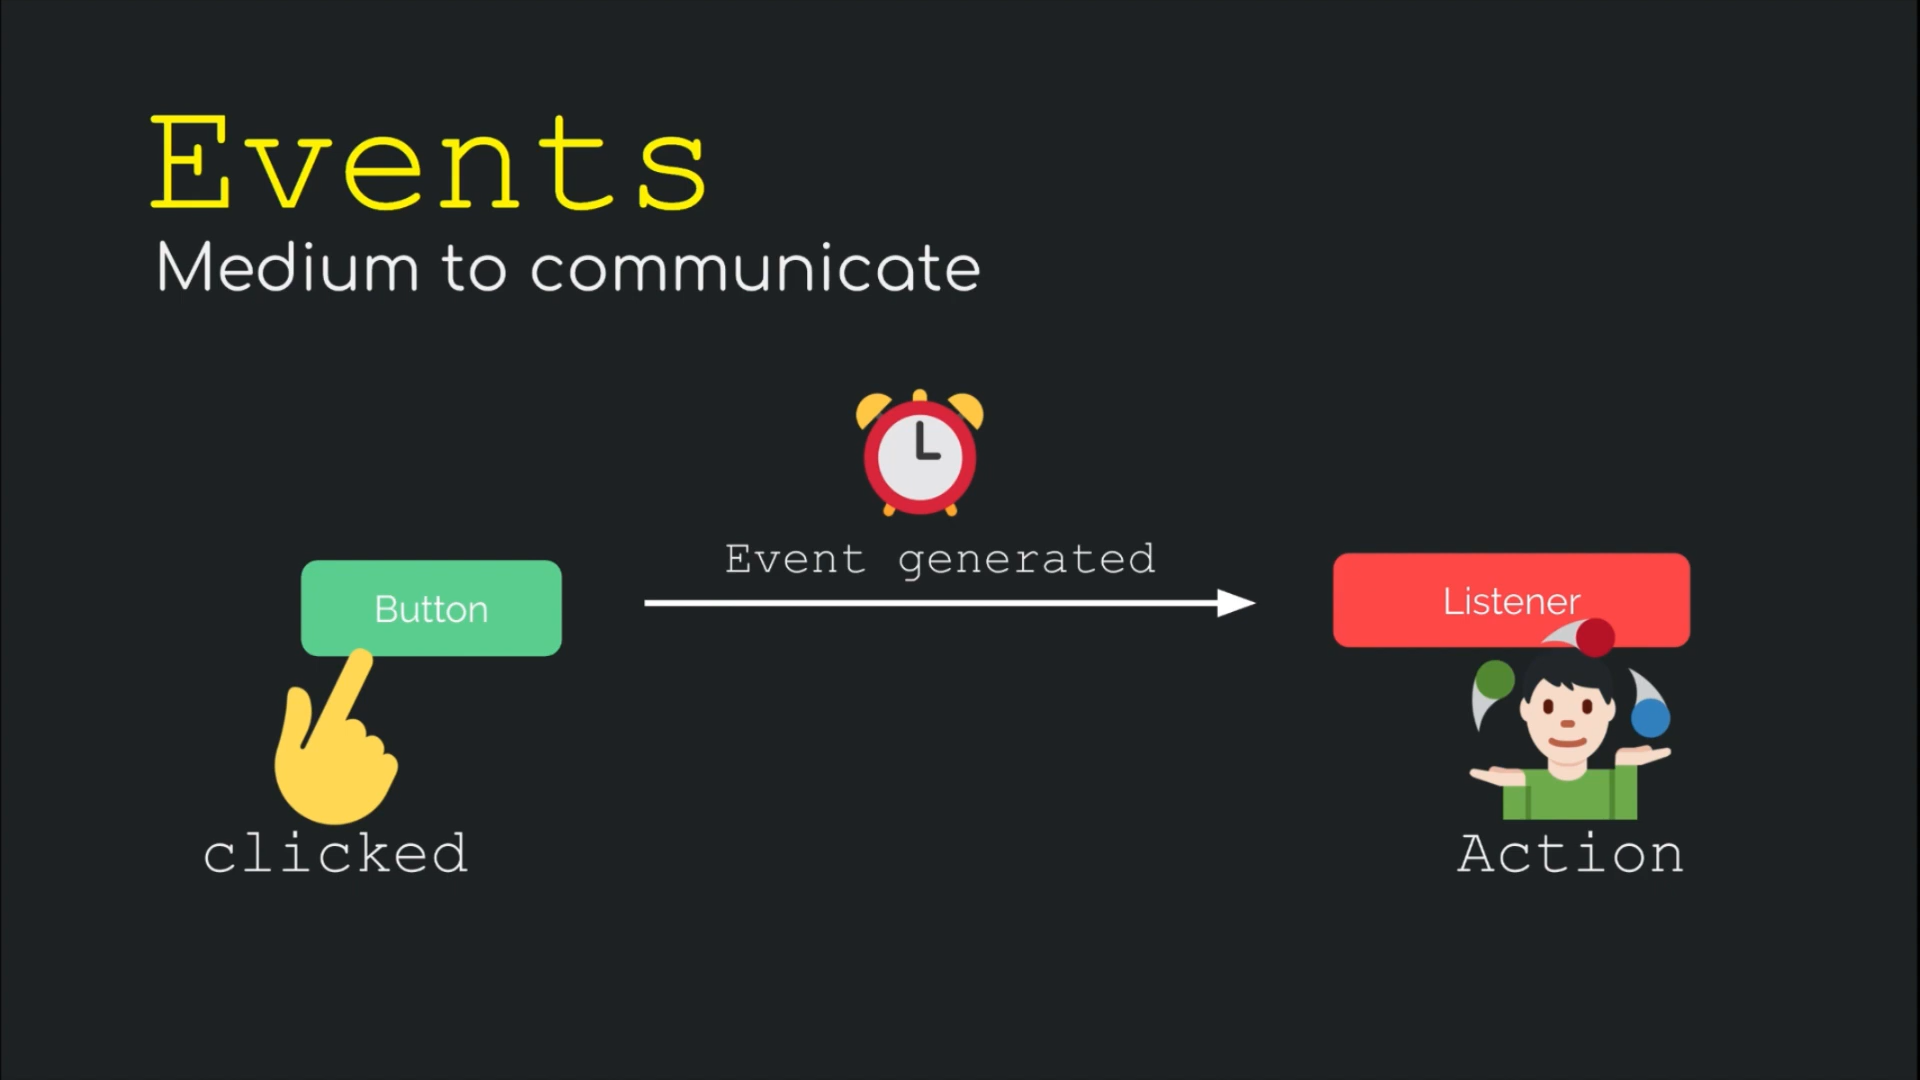 Events
Medium to communicate
Event generated
Button
Listener
clicked
Action